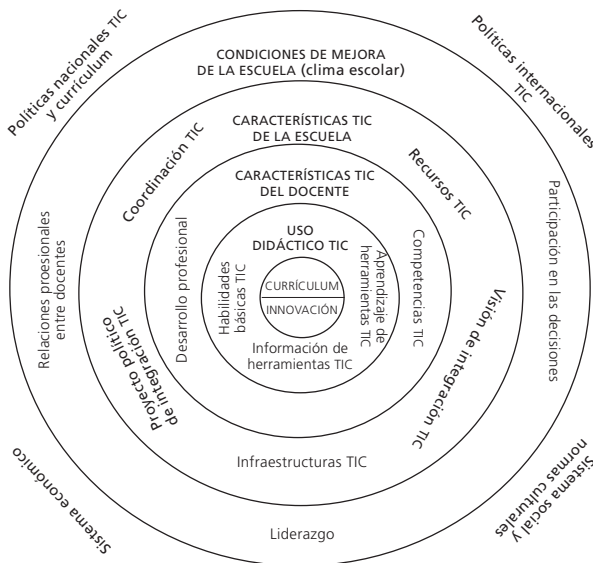 Políticas nacionales TIC
y currículum
Políticas internacionales
TIC
CONDICIONES DE MEJORA
DE LA ESCUELA (clima escolar)
CARACTERÍSTICAS TIC
DE LA ESCUELA
Coordinación TIC
Recursos TIC
CARACTERÍSTICAS TIC
DEL DOCENTE
USO
DIDÁCTICO TIC
Relaciones proesionales
entre docentes
Desarrollo profesional
Habilidades
básicas TIC
CURRÍCULUM
INNOVACIÓN
Aprendizaje de
herramientas TIC
Competencias TIC
Participación en las decisiones
Información de
herramientas TIC
Proyecto político
de integración TIC
Visión de integración TIC
Infraestructuras TIC
Liderazgo
Sistema económico
Sistema social y
normas culturales